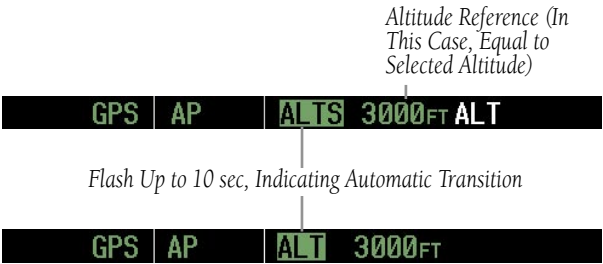 Altitude Reference (In
This Case, Equal to
Selected Altitude)
GPS AP ALTS 3000FT ALT
Flash Up to 10 sec, Indicating Automatic Transition
GPS AP ALT 3000FT